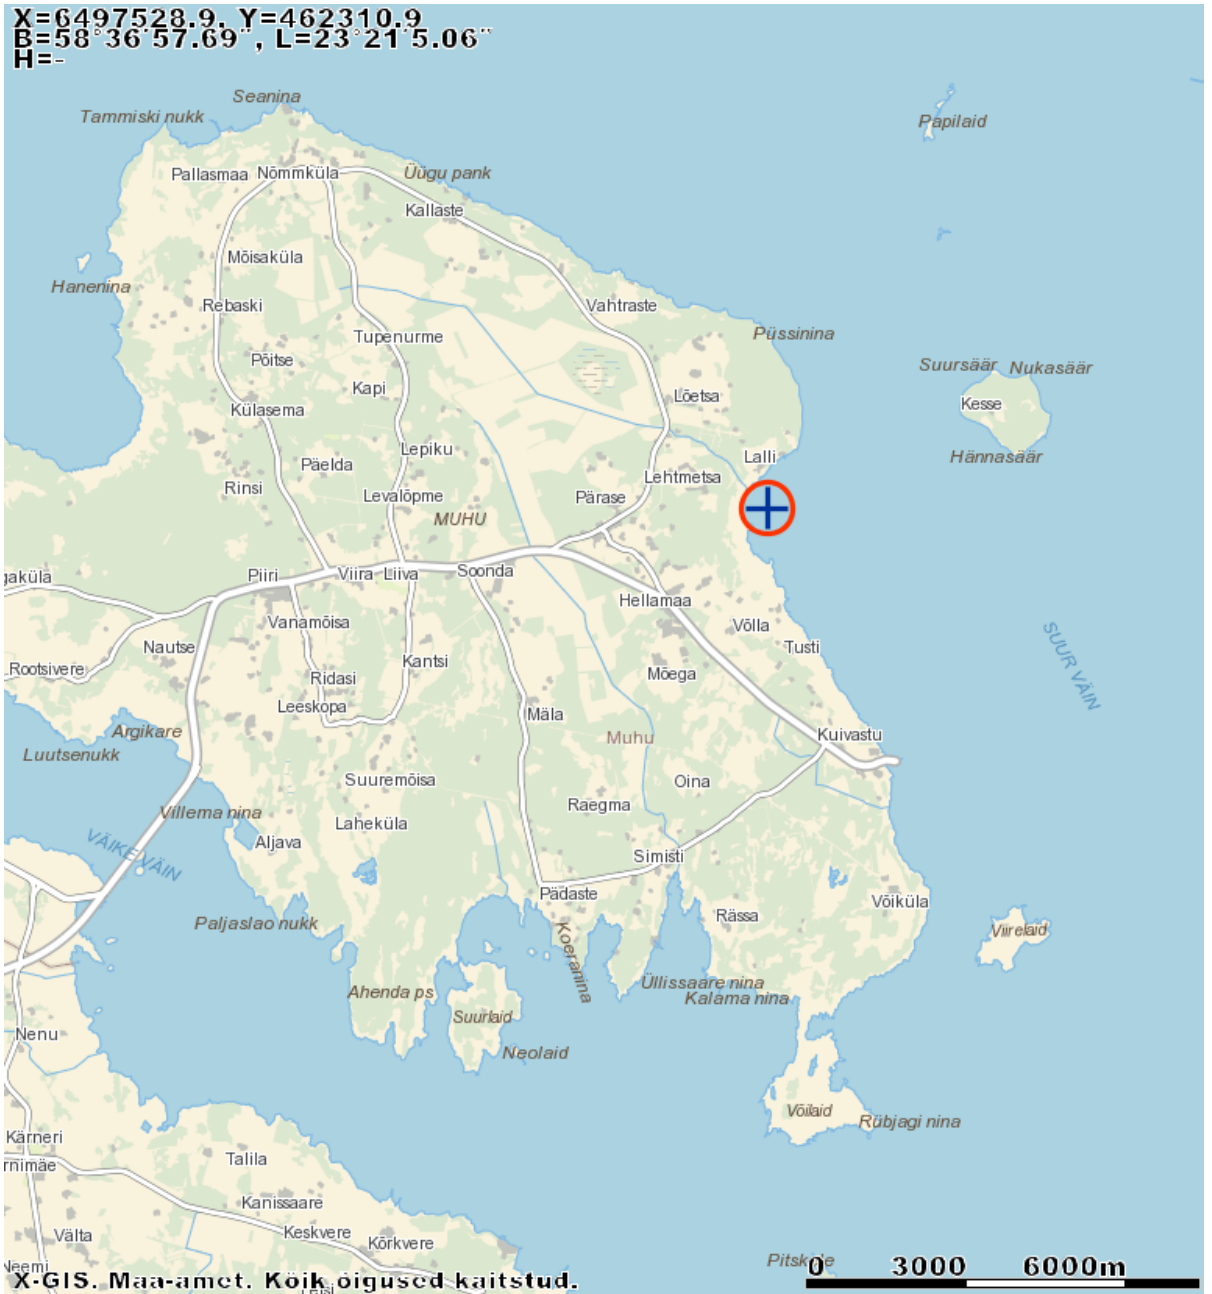 X=6497528.9, Y=462310.9
B=58°36'57.69", L=23°21'5.06"
H=-
Seanina
Tammiski nukk
Papilaid
Pallasmaa
Nõmmküla
Üügu pank
Kallaste
Mõisaküla
Hanenina
Rebaski
Vahtraste
Tupenurme
Püssinina
Põitse
Suursäär
Nukasäär
Kapi
Lõetsa
Kesse
Külasema
Lepiku
Lalli
Hännasäär
Päelda
Lehtmetsa
Rinsi
Levalõpme
Pärase
MUHU
gaküla
Piiri
Viira
Liiva
Soonda
Hellamaa
Vanamõisa
Võlla
Nautse
Tusti
SUUR VÄIN
Rootsivere
Kantsi
Ridasi
Mõega
Leeskopa
Mäla
Argikare
Muhu
Kuivastu
Luutsenukk
Suuremõisa
Oina
Villema nina
Raegma
Laheküla
VÄIKE VÄIN
Aljava
Simisti
Pädaste
Võiküla
Rässa
Paljaslao nukk
Viirelaid
Koeranina
Üllissaare nina
Ahenda ps
Kalama nina
Suurlaid
Nenu
Neolaid
Võilaid
Rübjagi nina
Kärneri
rnimäe
Talila
Kanissaare
Välta
Keskvere
Kõrkvere
Neemi
X-GIS. Maa-amet. Kõik õigused kaitstud.
0 3000 6000m